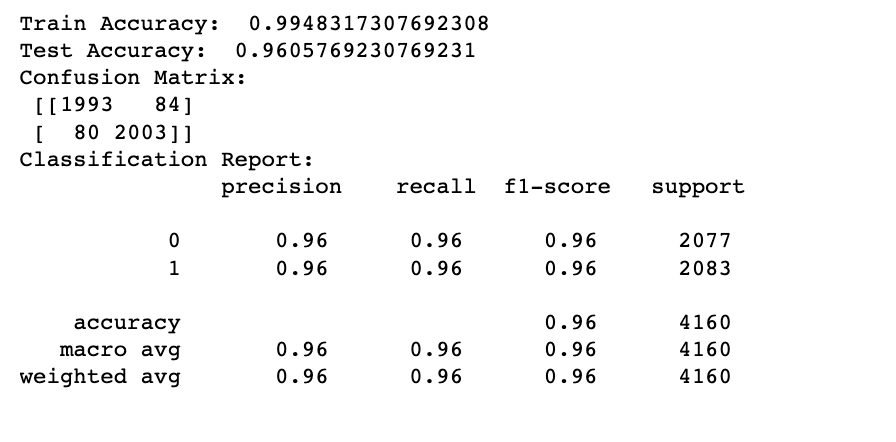 Train Accuracy:  0.9948317307692308
Test Accuracy:  0.9605769230769231
Confusion Matrix:
 [[1993   84]
 [  80 2003]]
Classification Report:
               precision    recall  f1-score   support

           0       0.96      0.96      0.96      2077
           1       0.96      0.96      0.96      2083

    accuracy                           0.96      4160
   macro avg       0.96      0.96      0.96      4160
weighted avg       0.96      0.96      0.96      4160